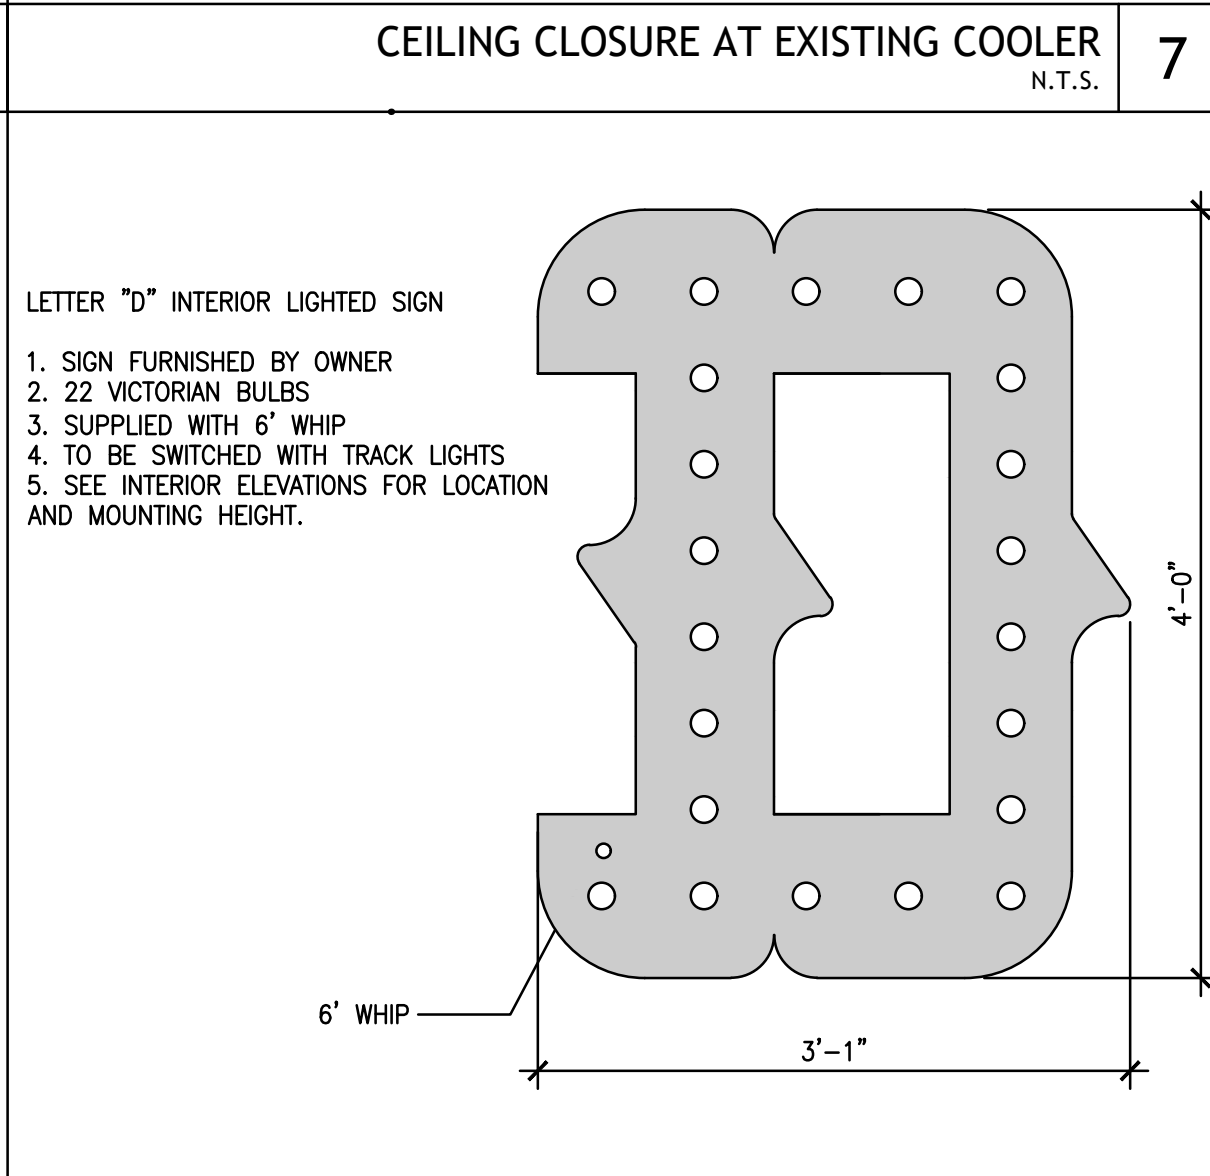 CEILING CLOSURE AT EXISTING COOLER
N.T.S.
7
LETTER "D" INTERIOR LIGHTED SIGN
1. SIGN FURNISHED BY OWNER
2. 22 VICTORIAN BULBS
3. SUPPLIED WITH 6' WHIP
4. TO BE SWITCHED WITH TRACK LIGHTS
5. SEE INTERIOR ELEVATIONS FOR LOCATION
AND MOUNTING HEIGHT.
4'-0"
6' WHIP
3'-1"